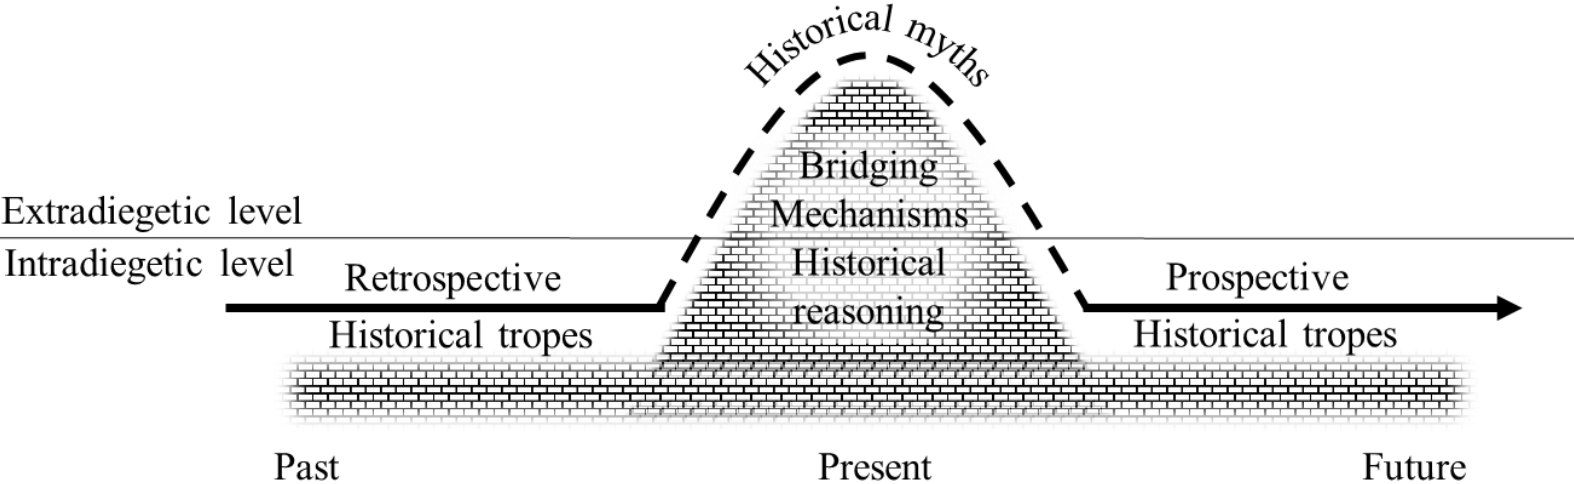 Historical myths
Bridging
Mechanisms
Extradiegetic level
Intradiegetic level
Historical
reasoning
Retrospective
Prospective
Historical tropes
Historical tropes
Past
Present
Future